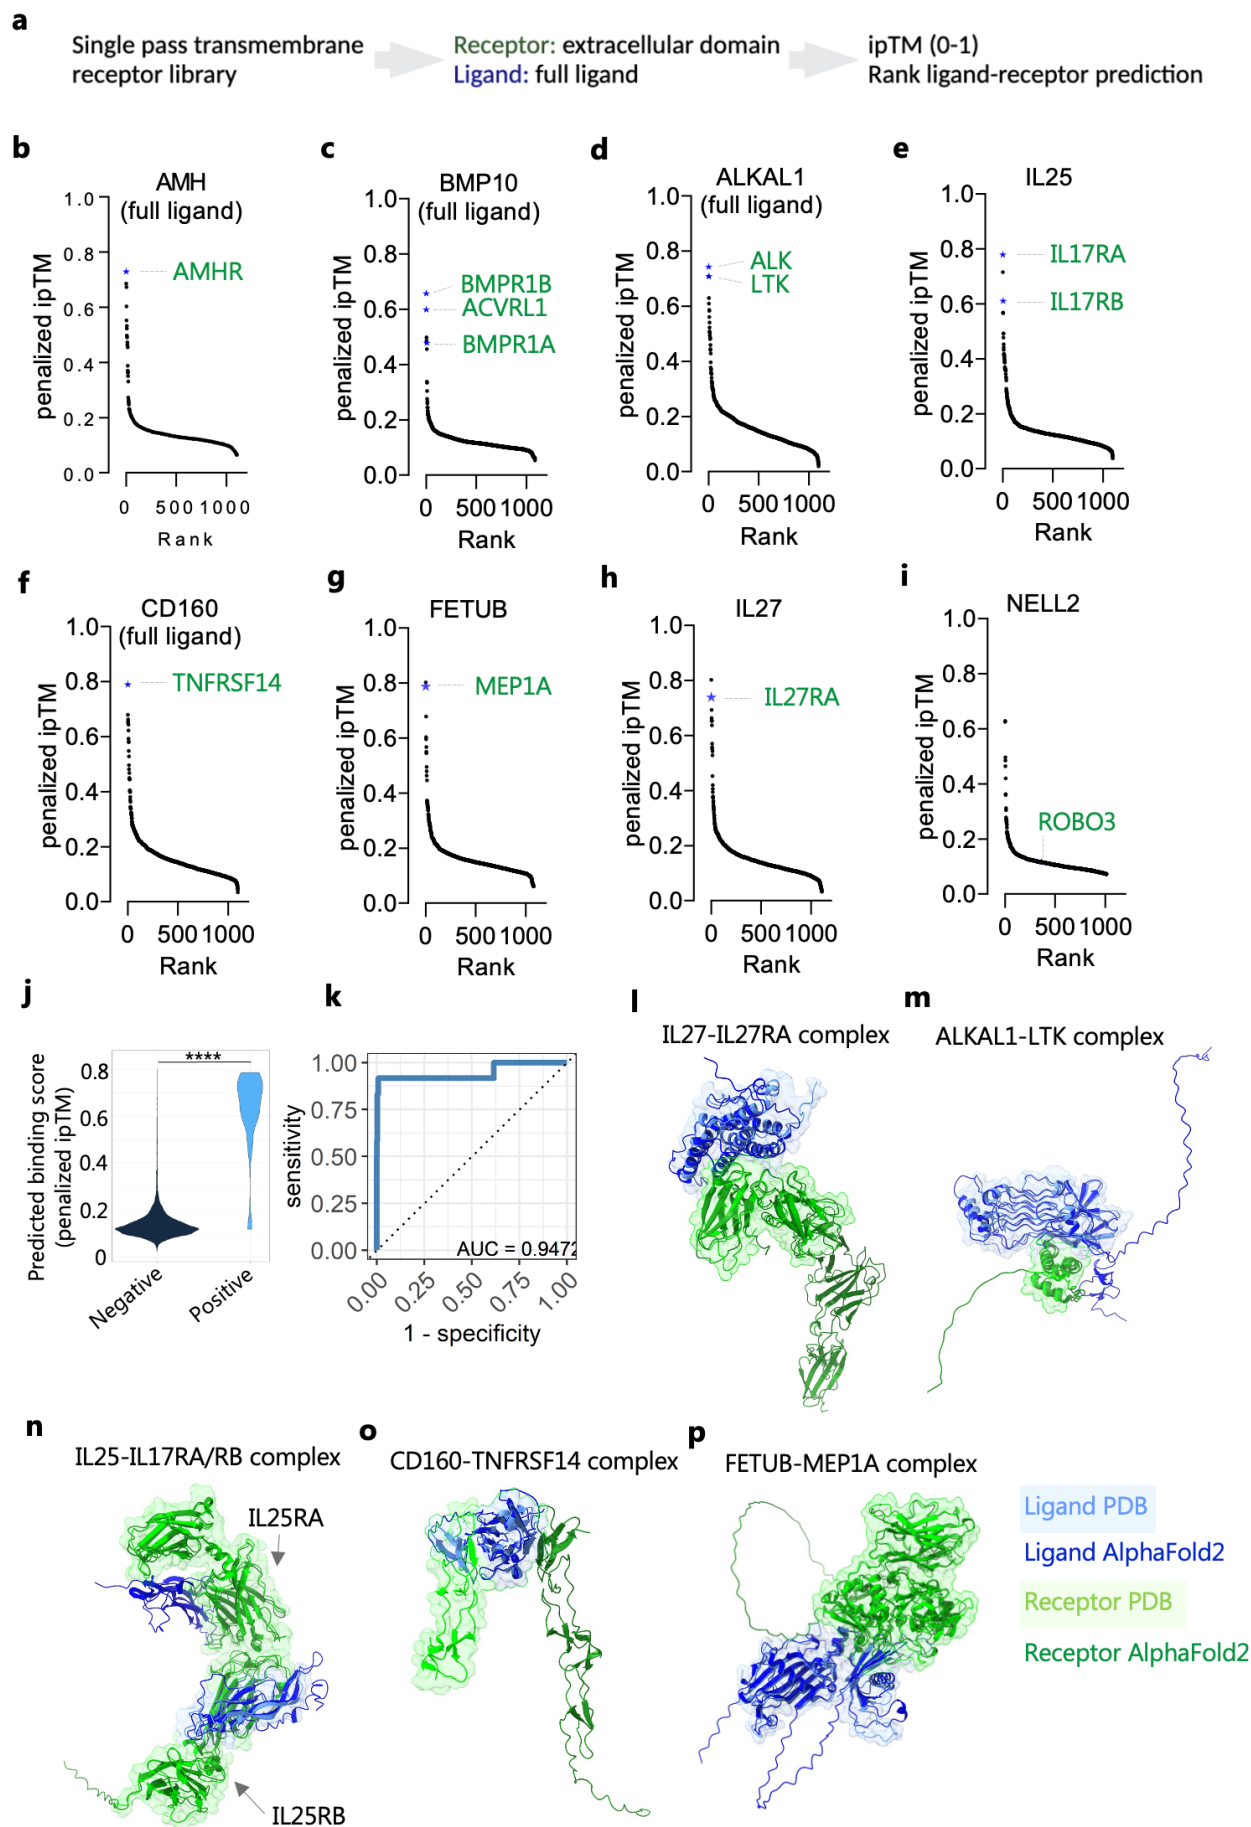 a
Single pass transmembrane
receptor library
Receptor: extracellular domain
Ligand: full ligand
ipTM (0-1)
Rank ligand-receptor prediction
b
AMH
(full ligand)
penalized ipTM
1.0
0.8
0.6
0.4
0.2
0.0
AMHR
0 500 1000
Rank
c
BMP10
(full ligand)
penalized ipTM
1.0
0.8
0.6
0.4
0.2
0.0
BMPR1B
ACVRL1
BMPR1A
0 500 1000
Rank
d
ALKAL1
(full ligand)
penalized ipTM
1.0
0.8
0.6
0.4
0.2
0.0
ALK
LTK
0 500 1000
Rank
e
IL25
penalized ipTM
1.0
0.8
0.6
0.4
0.2
0.0
IL17RA
IL17RB
0 500 1000
Rank
f
CD160
(full ligand)
penalized ipTM
1.0
0.8
0.6
0.4
0.2
0.0
TNFRSF14
0 500 1000
Rank
g
FETUB
penalized ipTM
1.0
0.8
0.6
0.4
0.2
0.0
MEP1A
0 500 1000
Rank
h
IL27
penalized ipTM
1.0
0.8
0.6
0.4
0.2
0.0
IL27RA
0 500 1000
Rank
i
NELL2
penalized ipTM
1.0
0.8
0.6
0.4
0.2
0.0
ROBO3
0 500 1000
Rank
j
Predicted binding score
(penalized ipTM)
0.8
0.6
0.4
0.2
0
****
Negative
Positive
k
sensitivity
1.00
0.75
0.50
0.25
0.00
AUC = 0.9472
0.00 0.25 0.50 0.75 1.00
1 - specificity
l
IL27-IL27RA complex
m
ALKAL1-LTK complex
n
IL25-IL17RA/RB complex
IL25RA
IL25RB
o
CD160-TNFRSF14 complex
p
FETUB-MEP1A complex
Ligand PDB
Ligand AlphaFold2
Receptor PDB
Receptor AlphaFold2